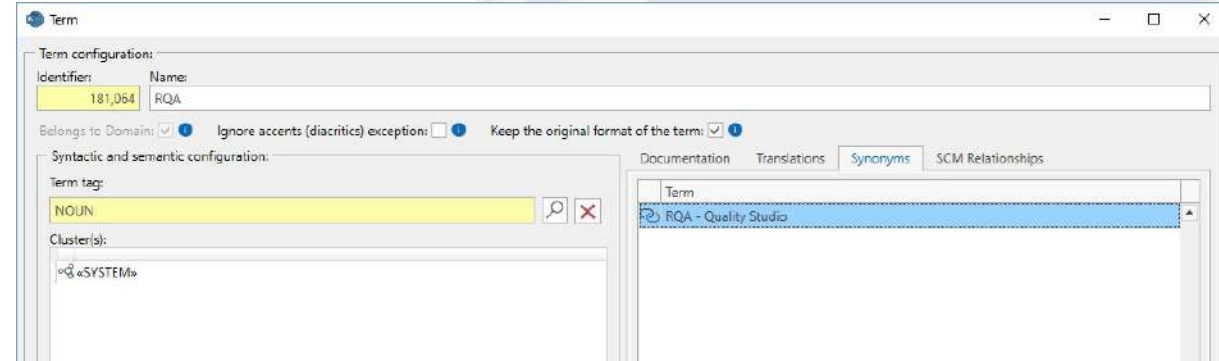 Term
Term configuration:
Identifier: Name:
181,064 RQA
Belongs to Domain: Ignore accents (diacritics) exception: Keep the original format of the term:
Syntactic and semantic configuration:
Documentation Translations Synonyms SCM Relationships
Term tag:
Term
NOUN
RQA - Quality Studio
Cluster(s):
«SYSTEM»